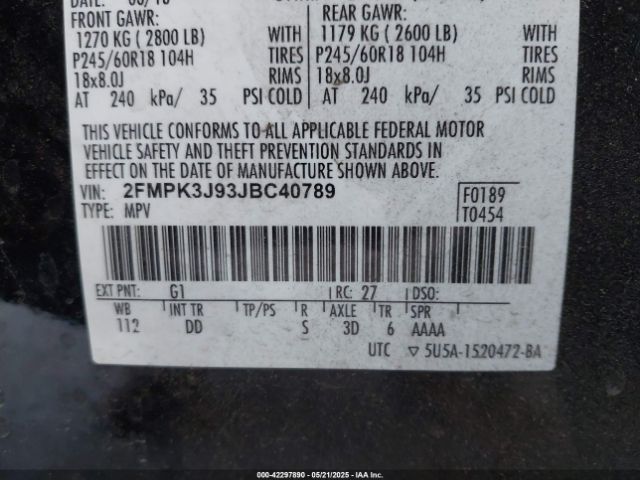 FRONT GAWR: REAR GAWR:
1270 KG ( 2800 LB) WITH 1179 KG ( 2600 LB) WITH
P245/60R18 104H TIRES P245/60R18 104H TIRES
18x8.0J RIMS 18x8.0J RIMS
AT 240 kPa/ 35 PSI COLD AT 240 kPa/ 35 PSI COLD
THIS VEHICLE CONFORMS TO ALL APPLICABLE FEDERAL MOTOR
VEHICLE SAFETY AND THEFT PREVENTION STANDARDS IN
EFFECT ON THE DATE OF MANUFACTURE SHOWN ABOVE.
VIN: 2FMPK3J93JBC40789 F0189
TYPE: MPV T0454
EXT PNT: G1 RC: 27 DSO:
WB INT TR TP/PS R AXLE TR SPR
112 DD S 3D 6 AAAA
UTC ▽ 5U5A-1520472-BA
000-42297890 - 05/21/2025 - IAA, Inc.